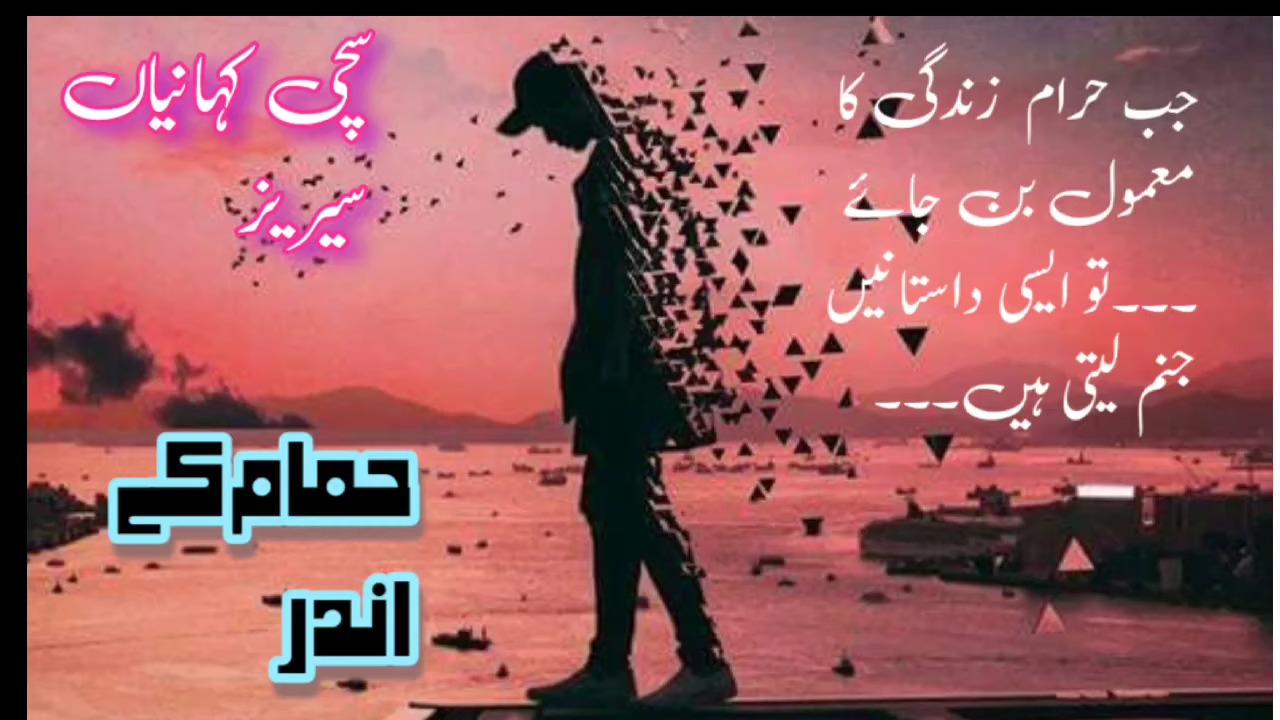 سچی کہانیاں
سیریز
جب حرام زندگی کا
معمول بن جائے
۔۔۔تو ایسی داستانیں
جنم لیتی ہیں۔۔۔
حمام کے
اندر